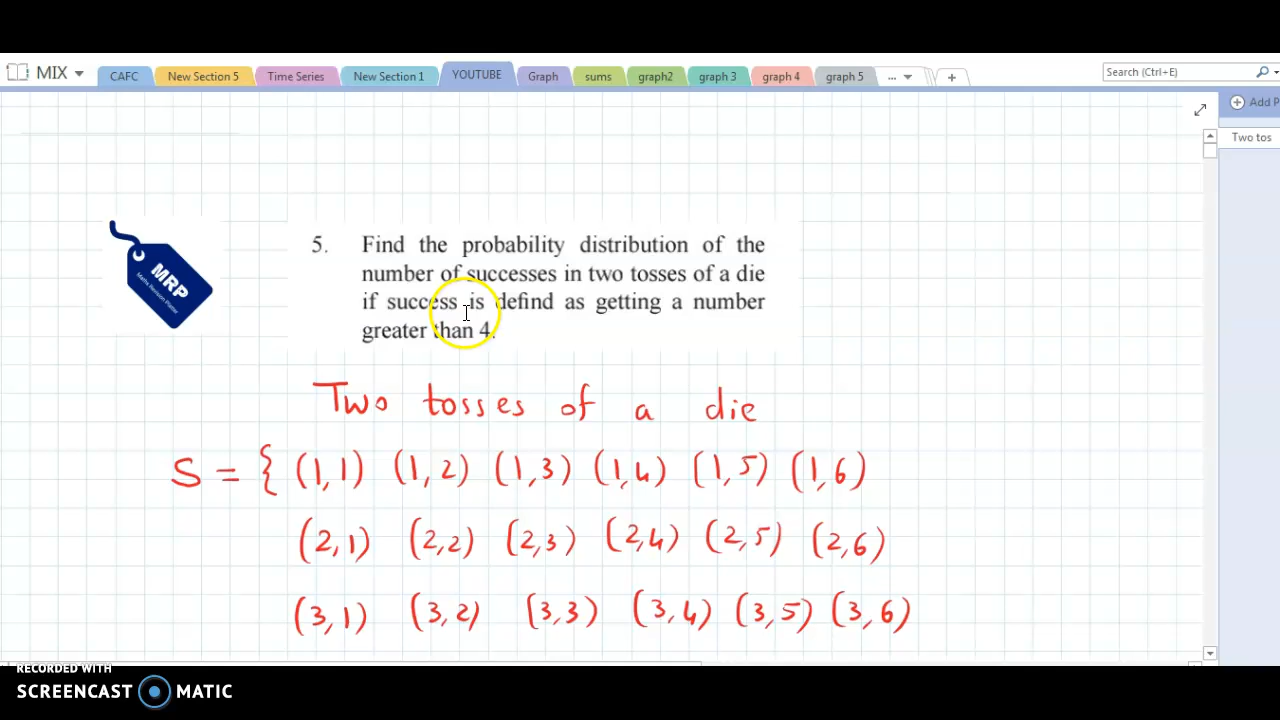 MIX CAFC New Section 5 Time Series New Section 1 YOUTUBE Graph sums graph2 graph 3 graph 4 graph 5 ... Search (Ctrl+E)
Add P
Two tos
MRP
5. Find the probability distribution of the
number of successes in two tosses of a die
if success is defind as getting a number
greater than 4.
Two tosses of a die
S = { (1,1) (1,2) (1,3) (1,4) (1,5) (1,6)
(2,1) (2,2) (2,3) (2,4) (2,5) (2,6)
(3,1) (3,2) (3,3) (3,4) (3,5) (3,6)
RECORDED WITH
SCREENCAST MATIC